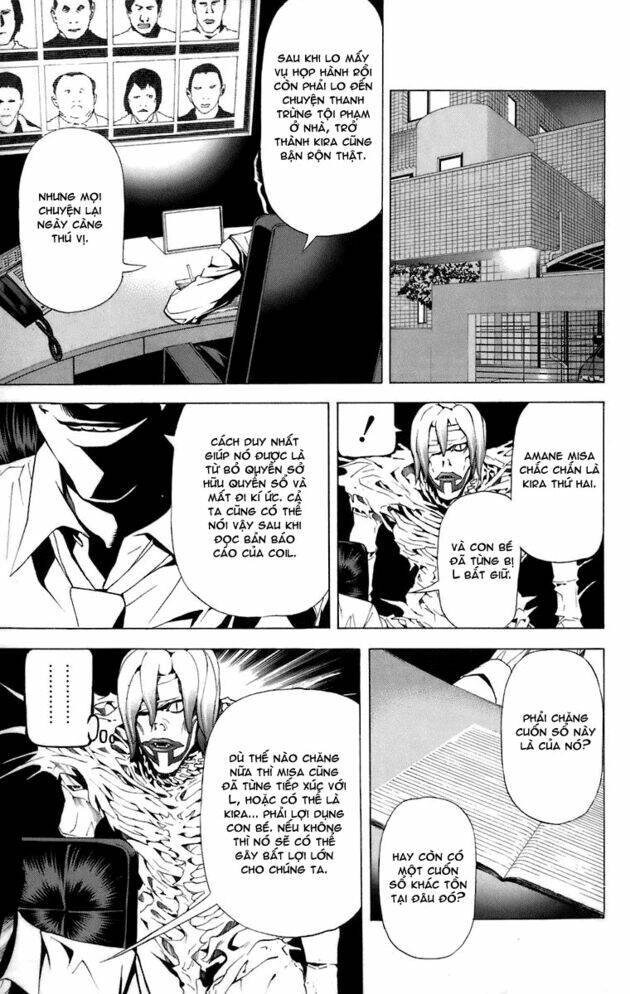 SAU KHI LO MẤY
VỤ HỌP HÀNH RỒI
CÒN PHẢI LO ĐẾN
CHUYỆN THANH
TRỪNG TỘI PHẠM
Ở NHÀ, TRỞ
THÀNH KIRA CŨNG
BẬN RỘN THẬT.
NHƯNG MỌI
CHUYỆN LẠI
NGÀY CÀNG
THÚ VỊ.
AMANE MISA
CHẮC CHẮN LÀ
KIRA THỨ HAI.
VÀ CON BÉ
ĐÃ TỪNG BỊ
L BẮT GIỮ.
!
CÁCH DUY NHẤT
GIÚP NÓ ĐƯỢC LÀ
TỪ BỎ QUYỀN SỞ
HỮU QUYỂN SỔ VÀ
MẤT ĐI KÍ ỨC. CẢ
TA CŨNG CÓ THỂ
NÓI VẬY SAU KHI
ĐỌC BẢN BÁO
CÁO CỦA COIL.
PHẢI CHĂNG
CUỐN SỔ NÀY
LÀ CỦA NÓ?
HAY CÒN CÓ
MỘT CUỐN
SỔ KHÁC TỒN
TẠI ĐÂU ĐÓ?
DÙ THẾ NÀO CHĂNG
NỮA THÌ MISA CŨNG
ĐÃ TỪNG TIẾP XÚC VỚI
L, HOẶC CÓ THỂ LÀ
KIRA... PHẢI LỢI DỤNG
CON BÉ. NẾU KHÔNG
THÌ NÓ SẼ CÓ THỂ
GÂY BẤT LỢI LỚN
CHO CHÚNG TA.